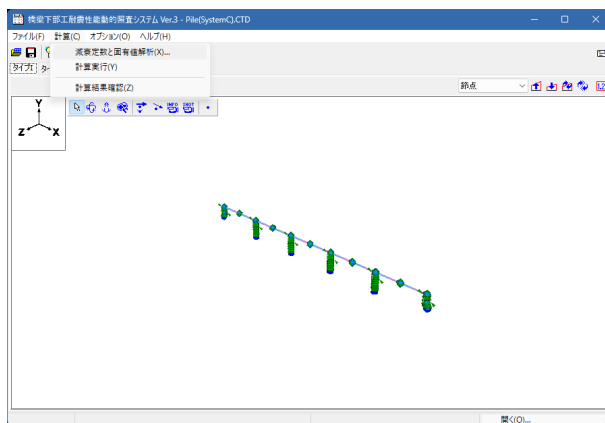 橋梁下部工耐震性能動的照査システム Ver.3 - Pile(SystemC).CTD
ファイル(F) 計算(C) オプション(O) ヘルプ(H)
減衰定数と固有値解析(X)...
タイプI
計算実行(Y)
計算結果確認(Z)
節点
Y
Z X
INFO SHOT
開く(O)...